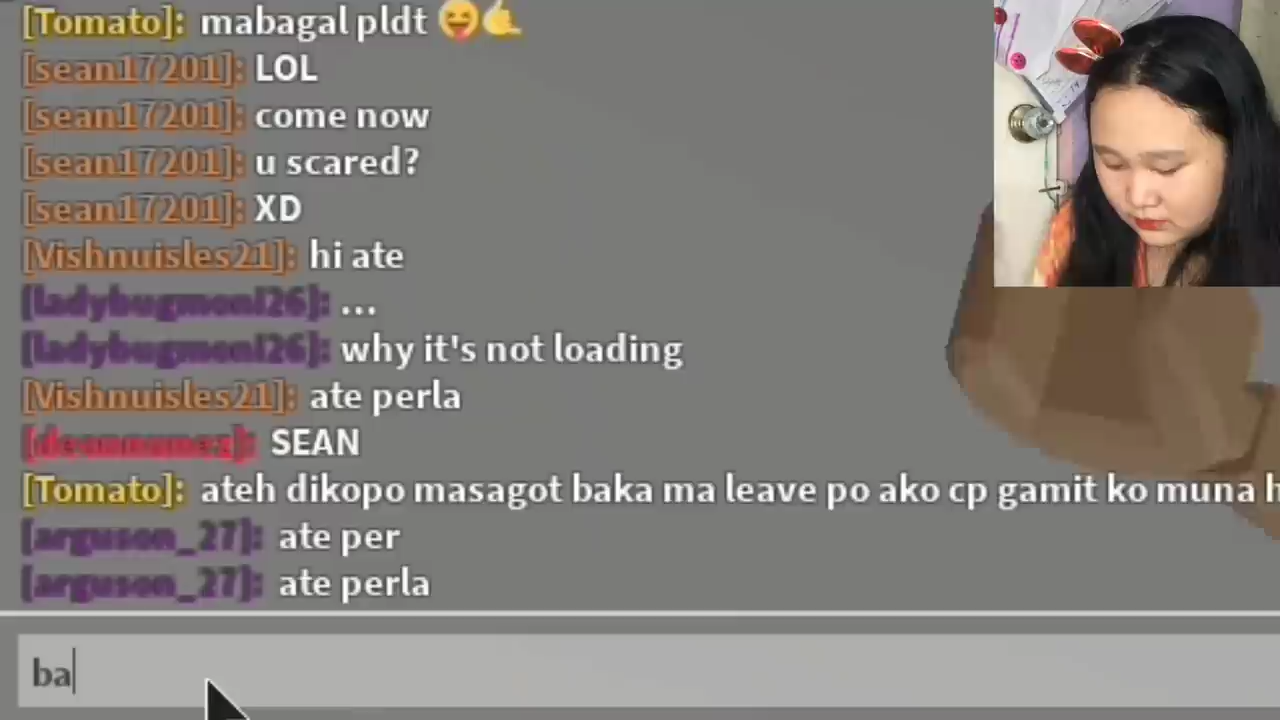 [Tomato]: mabagal pldt 😝🤙
[sean17201]: LOL
[sean17201]: come now
[sean17201]: u scared?
[sean17201]: XD
[Vishnuisles21]: hi ate
[ladybugmoni26]: ...
[ladybugmoni26]: why it's not loading
[Vishnuisles21]: ate perla
SEAN
[Tomato]: ateh dikopo masagot baka ma leave po ako cp gamit ko muna h
[arguson_27]: ate per
[arguson_27]: ate perla
ba